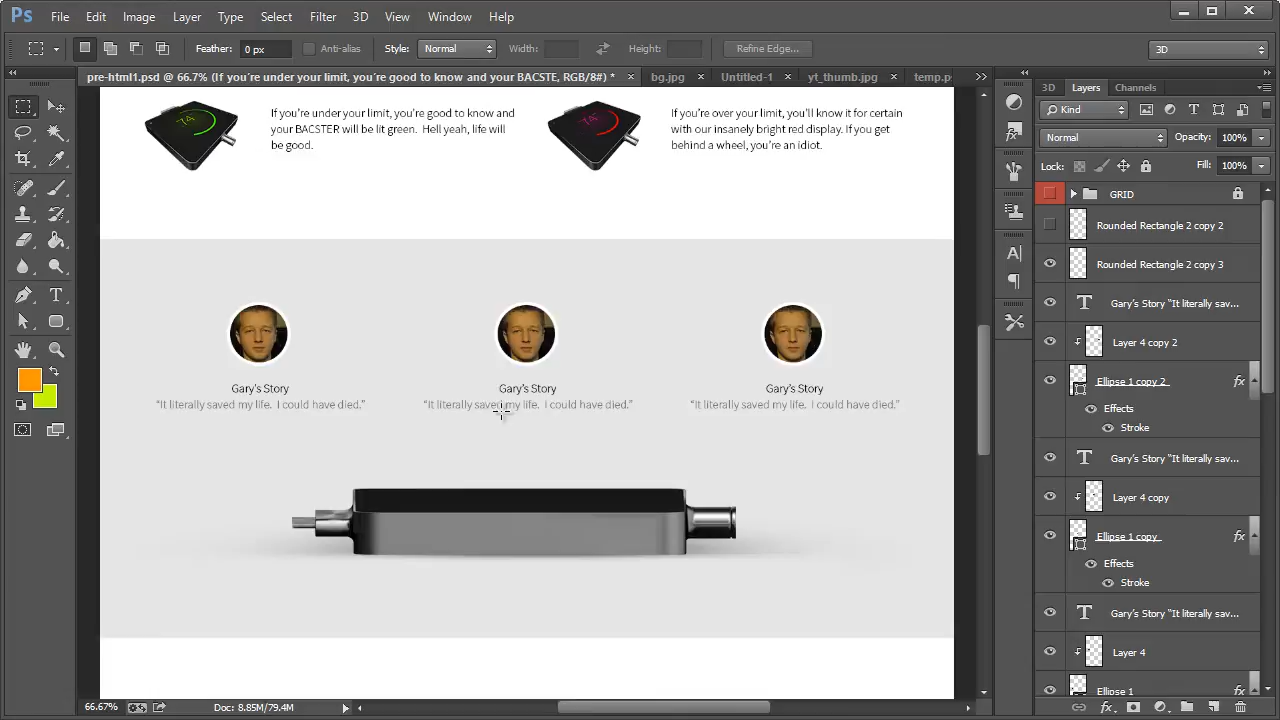 Ps File Edit Image Layer Type Select Filter 3D View Window Help
Feather: 0 px Anti-alias Style: Normal Width: Height: Refine Edge... 3D
pre-html1.psd @ 66.7% (If you're under your limit, you're good to know and your BACSTE, RGB/8#) * × bg.jpg × Untitled-1 × yt_thumb.jpg × temp.p
3D Layers Channels
Kind
Normal Opacity: 100%
Lock: Fill: 100%
GRID
Rounded Rectangle 2 copy 2
Rounded Rectangle 2 copy 3
Gary's Story "It literally sav...
Layer 4 copy 2
Ellipse 1 copy 2 fx
Effects
Stroke
Gary's Story "It literally sav...
Layer 4 copy
Ellipse 1 copy fx
Effects
Stroke
Gary's Story "It literally sav...
Layer 4
Ellipse 1 fx
74
If you're under your limit, you're good to know and
your BACSTER will be lit green. Hell yeah, life will
be good.
74
If you're over your limit, you'll know it for certain
with our insanely bright red display. If you get
behind a wheel, you're an idiot.
Gary's Story
"It literally saved my life. I could have died."
Gary's Story
"It literally saved my life. I could have died."
Gary's Story
"It literally saved my life. I could have died."
66.67% Doc: 8.85M/79.4M